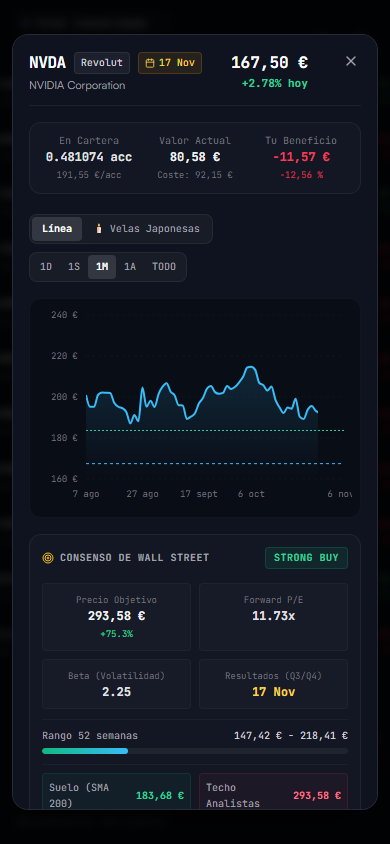 NVDA Revolut 17 Nov 167,50 €
NVIDIA Corporation +2.78% hoy
En Cartera Valor Actual Tu Beneficio
0.481074 acc 80,58 € -11,57 €
191,55 €/acc Coste: 92,15 € -12,56 %
Línea Velas Japonesas
1D 1S 1M 1A TODO
240 €
220 €
200 €
180 €
160 €
7 ago 27 ago 17 sept 6 oct 6 nov
CONSENSO DE WALL STREET STRONG BUY
Precio Objetivo Forward P/E
293,58 € 11.73x
+75.3%
Beta (Volatilidad) Resultados (Q3/Q4)
2.25 17 Nov
Rango 52 semanas 147,42 € - 218,41 €
Suelo (SMA 200) 183,68 € Techo Analistas 293,58 €